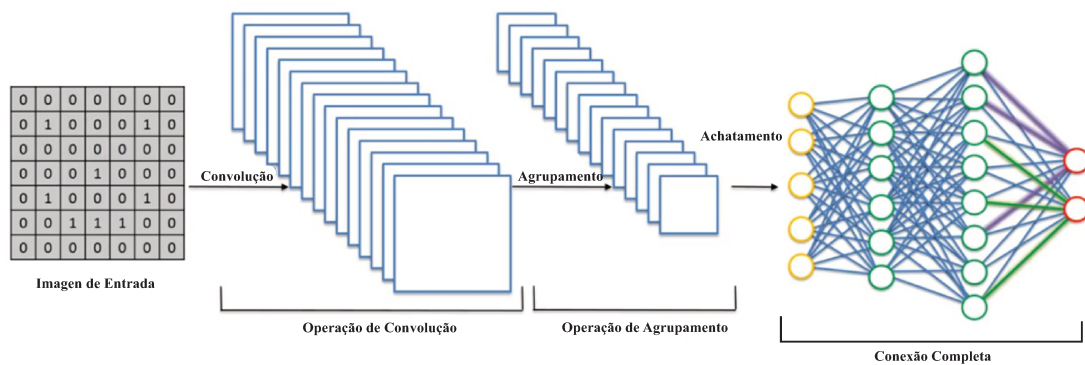 0 0 0 0 0 0 0
0 1 0 0 0 1 0
0 0 0 0 0 0 0
0 0 0 1 0 0 0
0 1 0 0 0 1 0
0 0 1 1 1 0 0
0 0 0 0 0 0 0
Imagen de Entrada
Convolução
Operação de Convolução
Agrupamento
Operação de Agrupamento
Achatamento
Conexão Completa